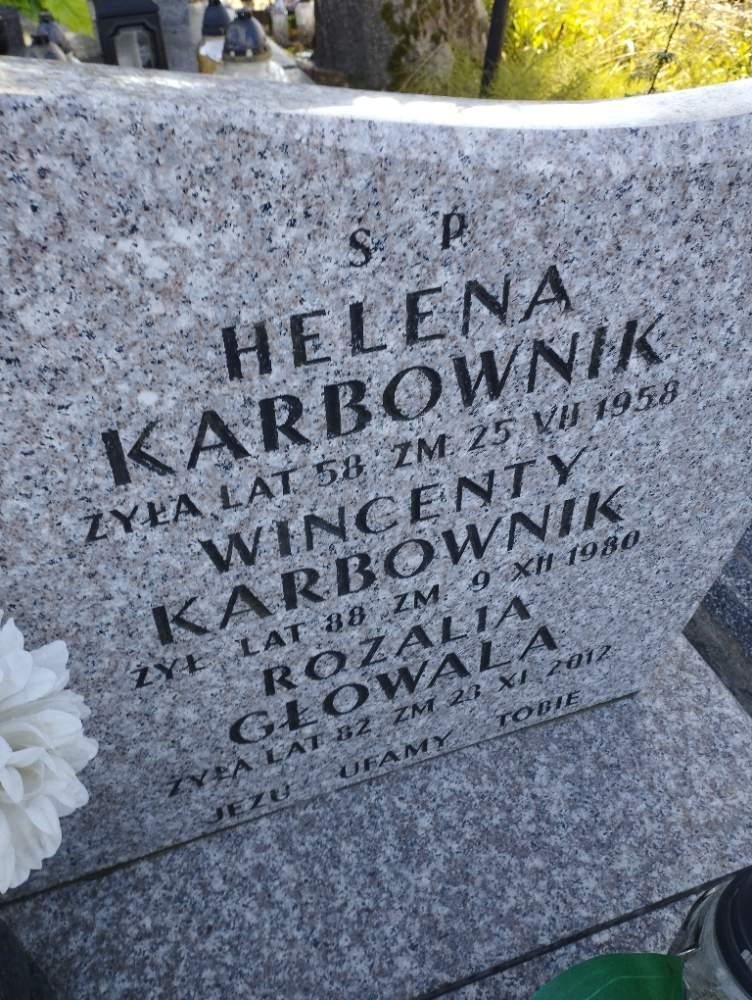 Ś P
HELENA
KARBOWNIK
ŻYŁA LAT 58 ZM 25 VII 1958
WINCENTY
KARBOWNIK
ŻYŁ LAT 88 ZM 9 XII 1980
ROZALIA
GŁOWALA
ŻYŁA LAT 82 ZM 23 XI 2012
JEZU UFAMY TOBIE